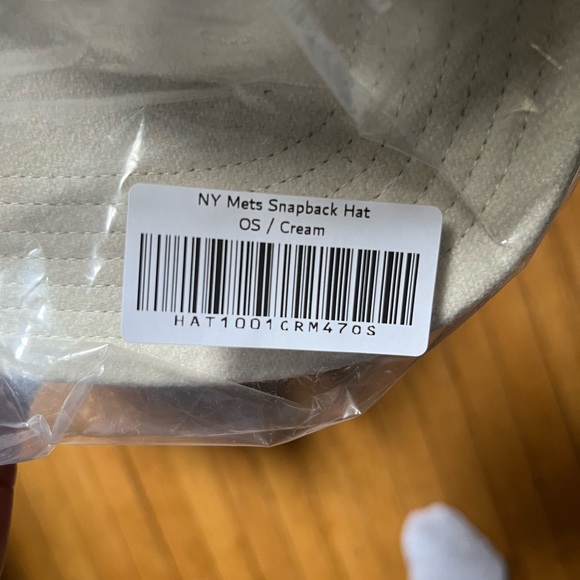 NY Mets Snapback Hat
OS / Cream
HAT1001CRM47OS